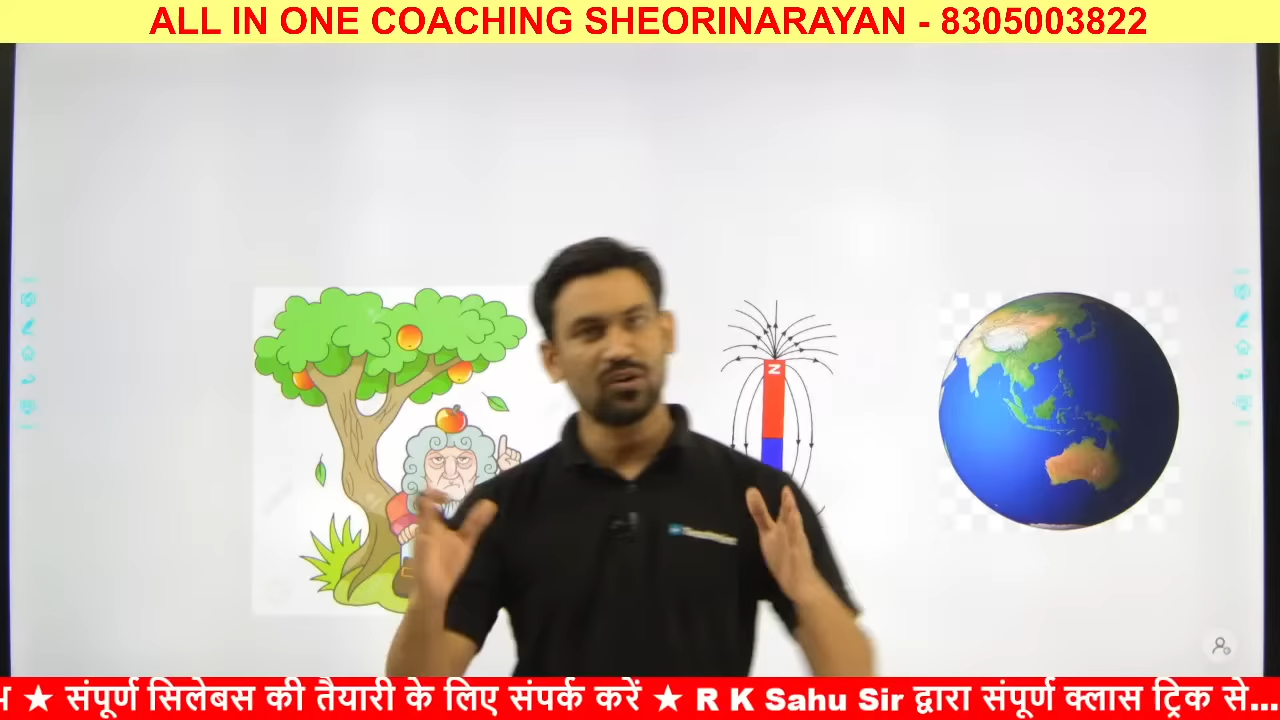 ALL IN ONE COACHING SHEORINARAYAN - 8305003822
N
★ संपूर्ण सिलेबस की तैयारी के लिए संपर्क करें ★ R K Sahu Sir द्वारा संपूर्ण क्लास ट्रिक से...